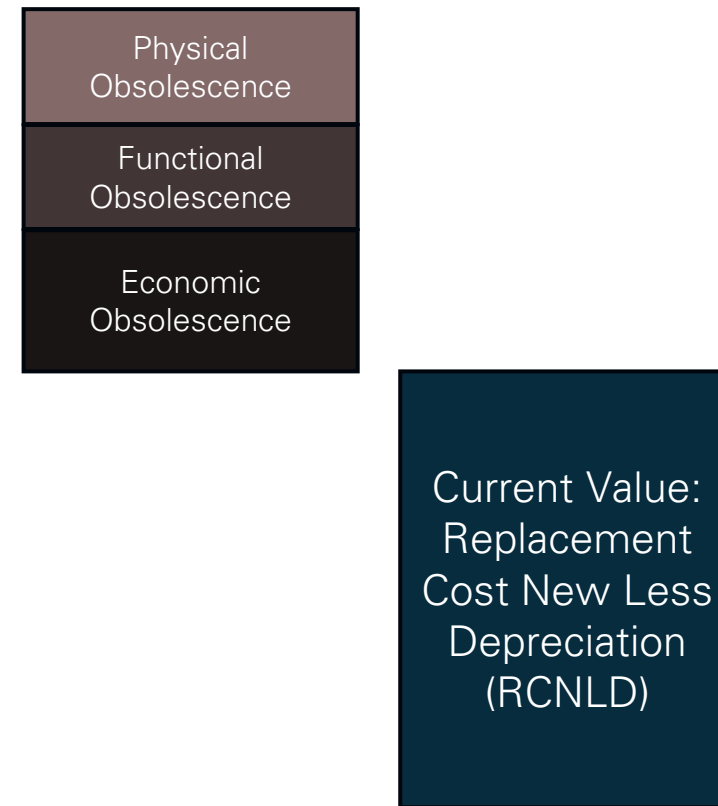 Physical
Obsolescence
Functional
Obsolescence
Economic
Obsolescence
Current Value:
Replacement
Cost New Less
Depreciation
(RCNLD)